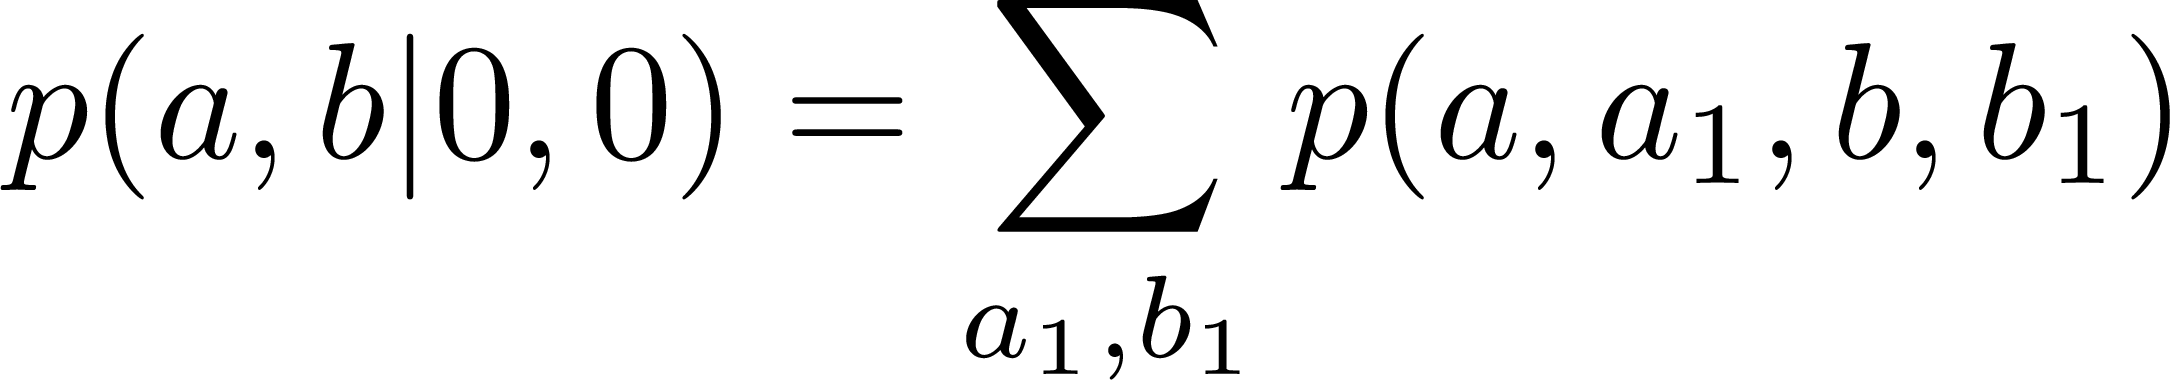 p(a, b|0, 0) = ∑_{a_1, b_1} p(a, a_1, b, b_1)